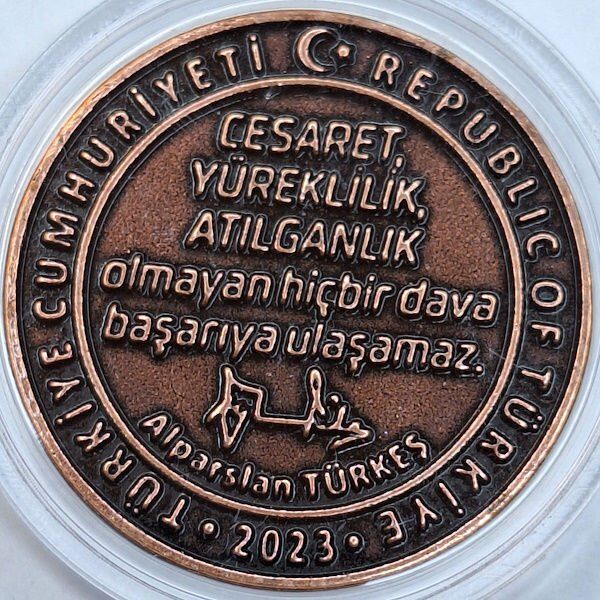 TÜRKİYE CUMHURİYETİ
REPUBLIC OF TÜRKİYE
CESARET,
YÜREKLİLİK,
ATILGANLIK
olmayan hiçbir dava
başarıya ulaşamaz.
Alparslan TÜRKEŞ
• 2023 •